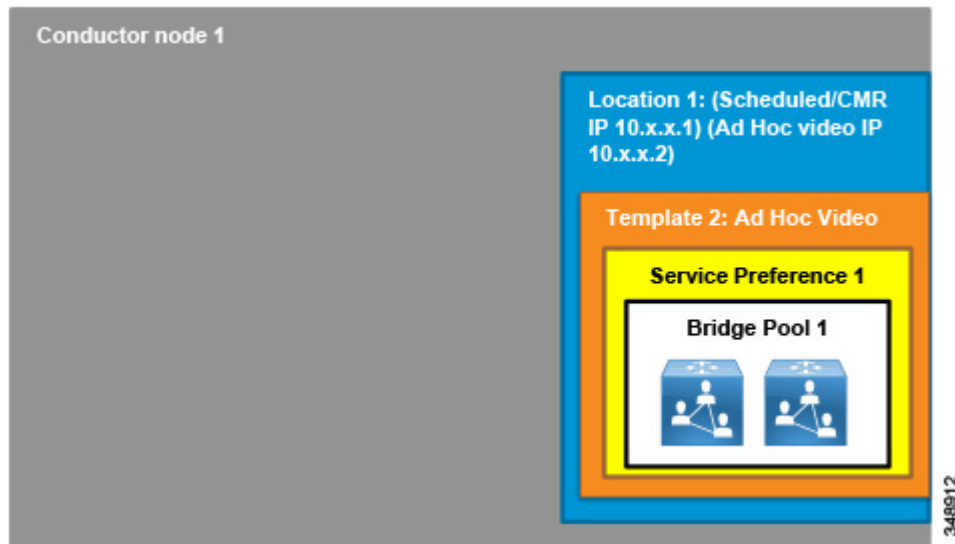 Conductor node 1
Location 1: (Scheduled/CMR
IP 10.x.x.1) (Ad Hoc video IP
10.x.x.2)
Template 2: Ad Hoc Video
Service Preference 1
Bridge Pool 1
348912